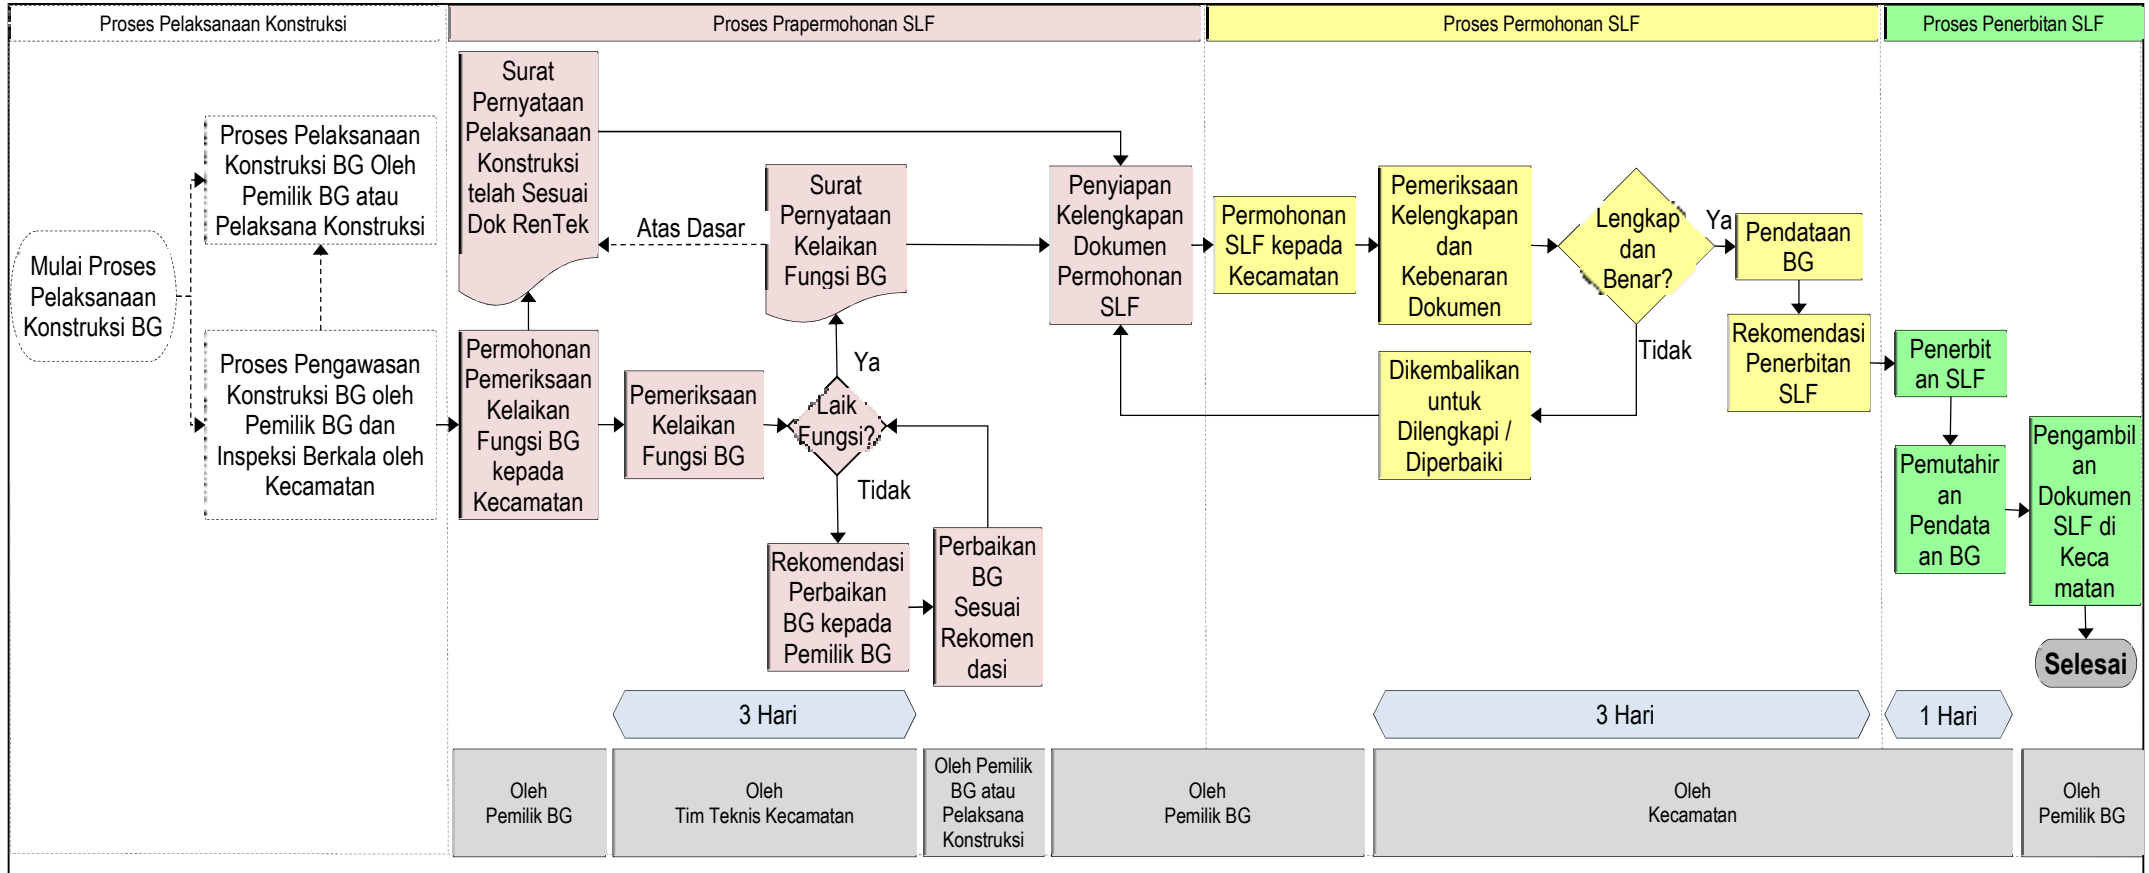 Proses Pelaksanaan Konstruksi
Proses Prapermohonan SLF
Proses Permohonan SLF
Proses Penerbitan SLF
Mulai Proses
Pelaksanaan
Konstruksi BG
Proses Pelaksanaan
Konstruksi BG Oleh
Pemilik BG atau
Pelaksana Konstruksi
Proses Pengawasan
Konstruksi BG oleh
Pemilik BG dan
Inspeksi Berkala oleh
Kecamatan
Surat
Pernyataan
Pelaksanaan
Konstruksi
telah Sesuai
Dok RenTek
Permohonan
Pemeriksaan
Kelaikan
Fungsi BG
kepada
Kecamatan
Atas Dasar
Pemeriksaan
Kelaikan
Fungsi BG
Surat
Pernyataan
Kelaikan
Fungsi BG
Ya
Laik
Fungsi?
Tidak
Rekomendasi
Perbaikan
BG kepada
Pemilik BG
Perbaikan
BG
Sesuai
Rekomen
dasi
Penyiapan
Kelengkapan
Dokumen
Permohonan
SLF
Permohonan
SLF kepada
Kecamatan
Pemeriksaan
Kelengkapan
dan
Kebenaran
Dokumen
Lengkap
dan
Benar?
Ya
Tidak
Dikembalikan
untuk
Dilengkapi /
Diperbaiki
Pendataan
BG
Rekomendasi
Penerbitan
SLF
Penerbit
an SLF
Pemutahir
an
Pendata
an BG
Pengambil
an
Dokumen
SLF di
Keca
matan
Selesai
3 Hari
3 Hari
1 Hari
Oleh
Pemilik BG
Oleh
Tim Teknis Kecamatan
Oleh Pemilik
BG atau
Pelaksana
Konstruksi
Oleh
Pemilik BG
Oleh
Kecamatan
Oleh
Pemilik BG